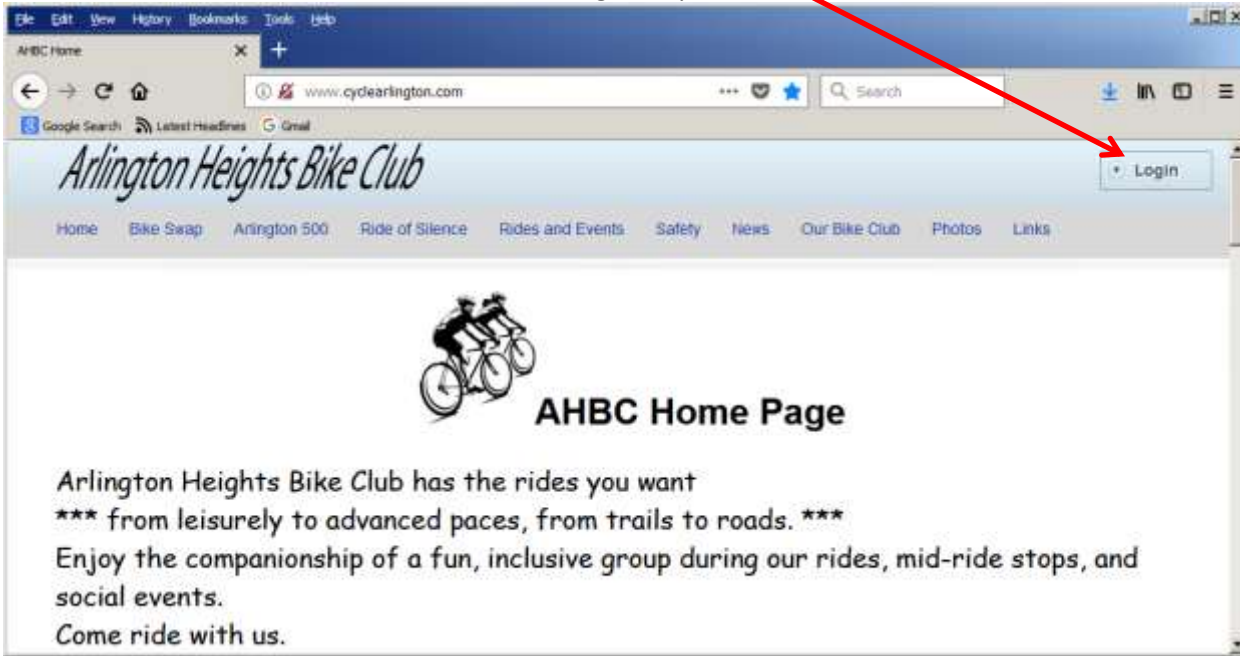 File Edit View History Bookmarks Tools Help
AHBC Home
www.cyclearlington.com
Search
Google Search Latest Headlines Gmail
Arlington Heights Bike Club
Login
Home Bike Swap Arlington 500 Ride of Silence Rides and Events Safety News Our Bike Club Photos Links
AHBC Home Page
Arlington Heights Bike Club has the rides you want
*** from leisurely to advanced paces, from trails to roads. ***
Enjoy the companionship of a fun, inclusive group during our rides, mid-ride stops, and
social events.
Come ride with us.